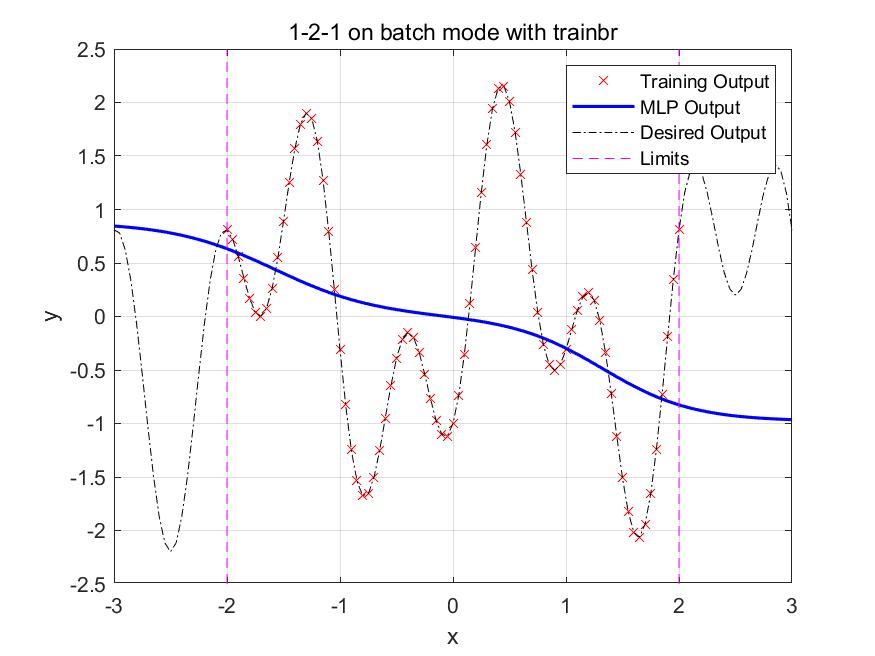 1-2-1 on batch mode with trainbr
2.5
2
1.5
1
0.5
0
-0.5
-1
-1.5
-2
-2.5
y
Training Output
MLP Output
Desired Output
Limits
-3
-2
-1
0
1
2
3
x